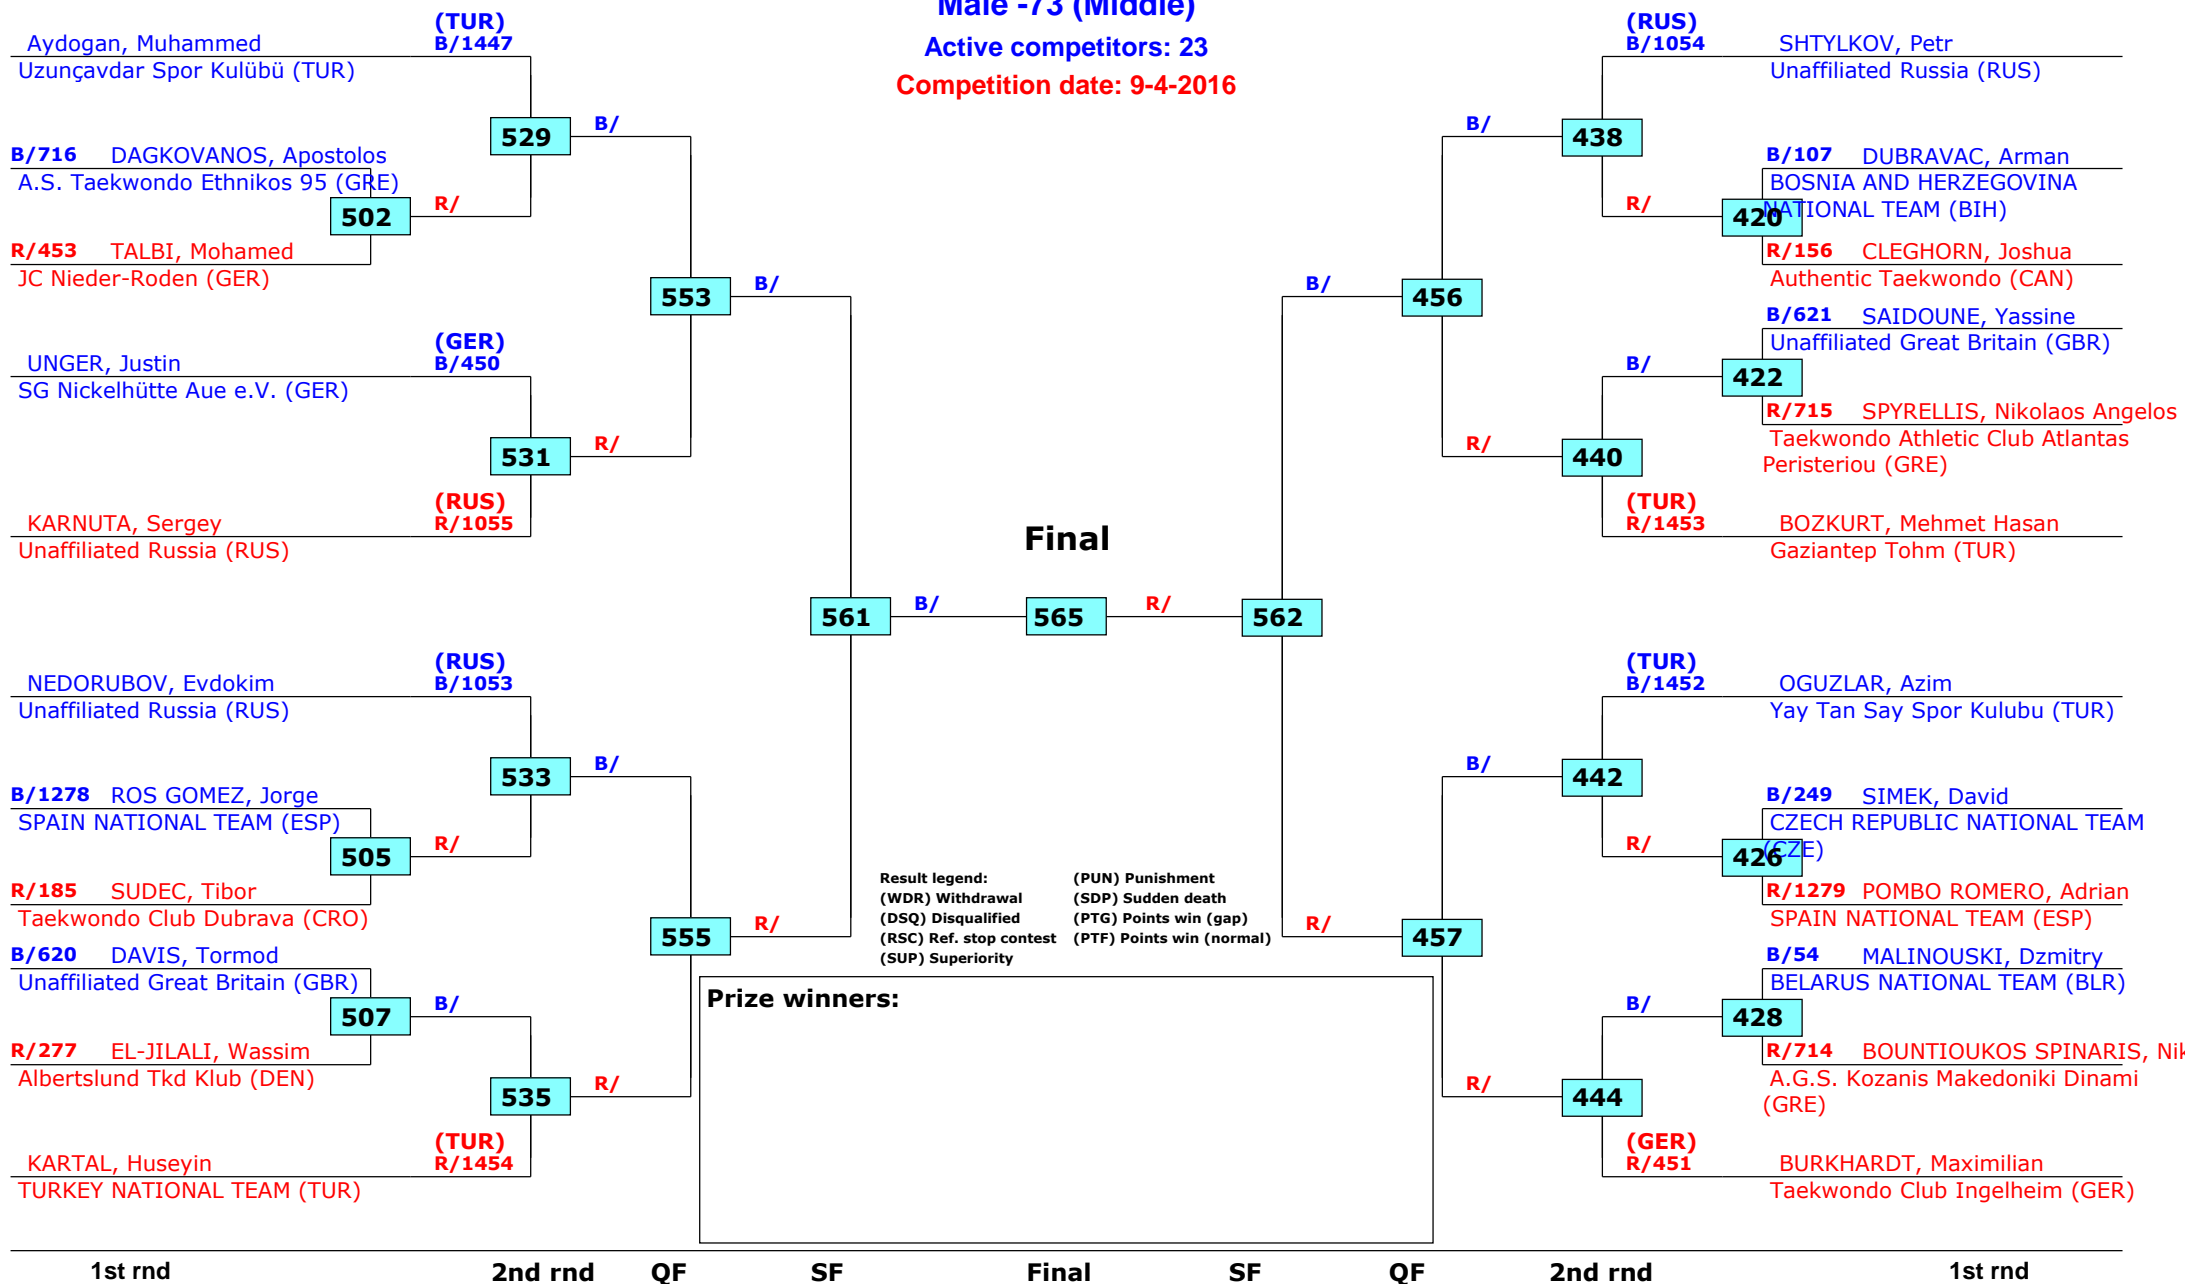 Male -73 (Middle)
Active competitors: 23
Competition date: 9-4-2016
(TUR)
Aydogan, Muhammed B/1447
Uzunçavdar Spor Kulübü (TUR)
529
B/
B/716 DAGKOVANOS, Apostolos
A.S. Taekwondo Ethnikos 95 (GRE)
502
R/
R/453 TALBI, Mohamed
JC Nieder-Roden (GER)
553
B/
(GER)
UNGER, Justin B/450
SG Nickelhütte Aue e.V. (GER)
531
R/
(RUS)
KARNUTA, Sergey R/1055
Unaffiliated Russia (RUS)
561
B/
(RUS)
NEDORUBOV, Evdokim B/1053
Unaffiliated Russia (RUS)
533
B/
B/1278 ROS GOMEZ, Jorge
SPAIN NATIONAL TEAM (ESP)
505
R/
R/185 SUDEC, Tibor
Taekwondo Club Dubrava (CRO)
555
R/
B/620 DAVIS, Tormod
Unaffiliated Great Britain (GBR)
507
B/
R/277 EL-JILALI, Wassim
Albertslund Tkd Klub (DEN)
535
R/
(TUR)
KARTAL, Huseyin R/1454
TURKEY NATIONAL TEAM (TUR)
Final
565
R/
562
(RUS)
B/1054 SHTYLKOV, Petr
Unaffiliated Russia (RUS)
B/
438
B/107 DUBRAVAC, Arman
BOSNIA AND HERZEGOVINA
NATIONAL TEAM (BIH)
R/
420
R/156 CLEGHORN, Joshua
Authentic Taekwondo (CAN)
B/
456
B/621 SAIDOUNE, Yassine
Unaffiliated Great Britain (GBR)
B/
422
R/715 SPYRELLIS, Nikolaos Angelos
Taekwondo Athletic Club Atlantas
Peristeriou (GRE)
R/
440
(TUR)
R/1453 BOZKURT, Mehmet Hasan
Gaziantep Tohm (TUR)
(TUR)
B/1452 OGUZLAR, Azim
Yay Tan Say Spor Kulubu (TUR)
B/
442
B/249 SIMEK, David
CZECH REPUBLIC NATIONAL TEAM
(CZE)
R/
426
R/1279 POMBO ROMERO, Adrian
SPAIN NATIONAL TEAM (ESP)
R/
457
B/54 MALINOUSKI, Dzmitry
BELARUS NATIONAL TEAM (BLR)
B/
428
R/714 BOUNTIOUKOS SPINARIS, Nik
A.G.S. Kozanis Makedoniki Dinami
(GRE)
R/
444
(GER)
R/451 BURKHARDT, Maximilian
Taekwondo Club Ingelheim (GER)
Result legend: (PUN) Punishment
(WDR) Withdrawal (SDP) Sudden death
(DSQ) Disqualified (PTG) Points win (gap)
(RSC) Ref. stop contest (PTF) Points win (normal)
(SUP) Superiority
Prize winners:
1st rnd 2nd rnd QF SF Final SF QF 2nd rnd 1st rnd